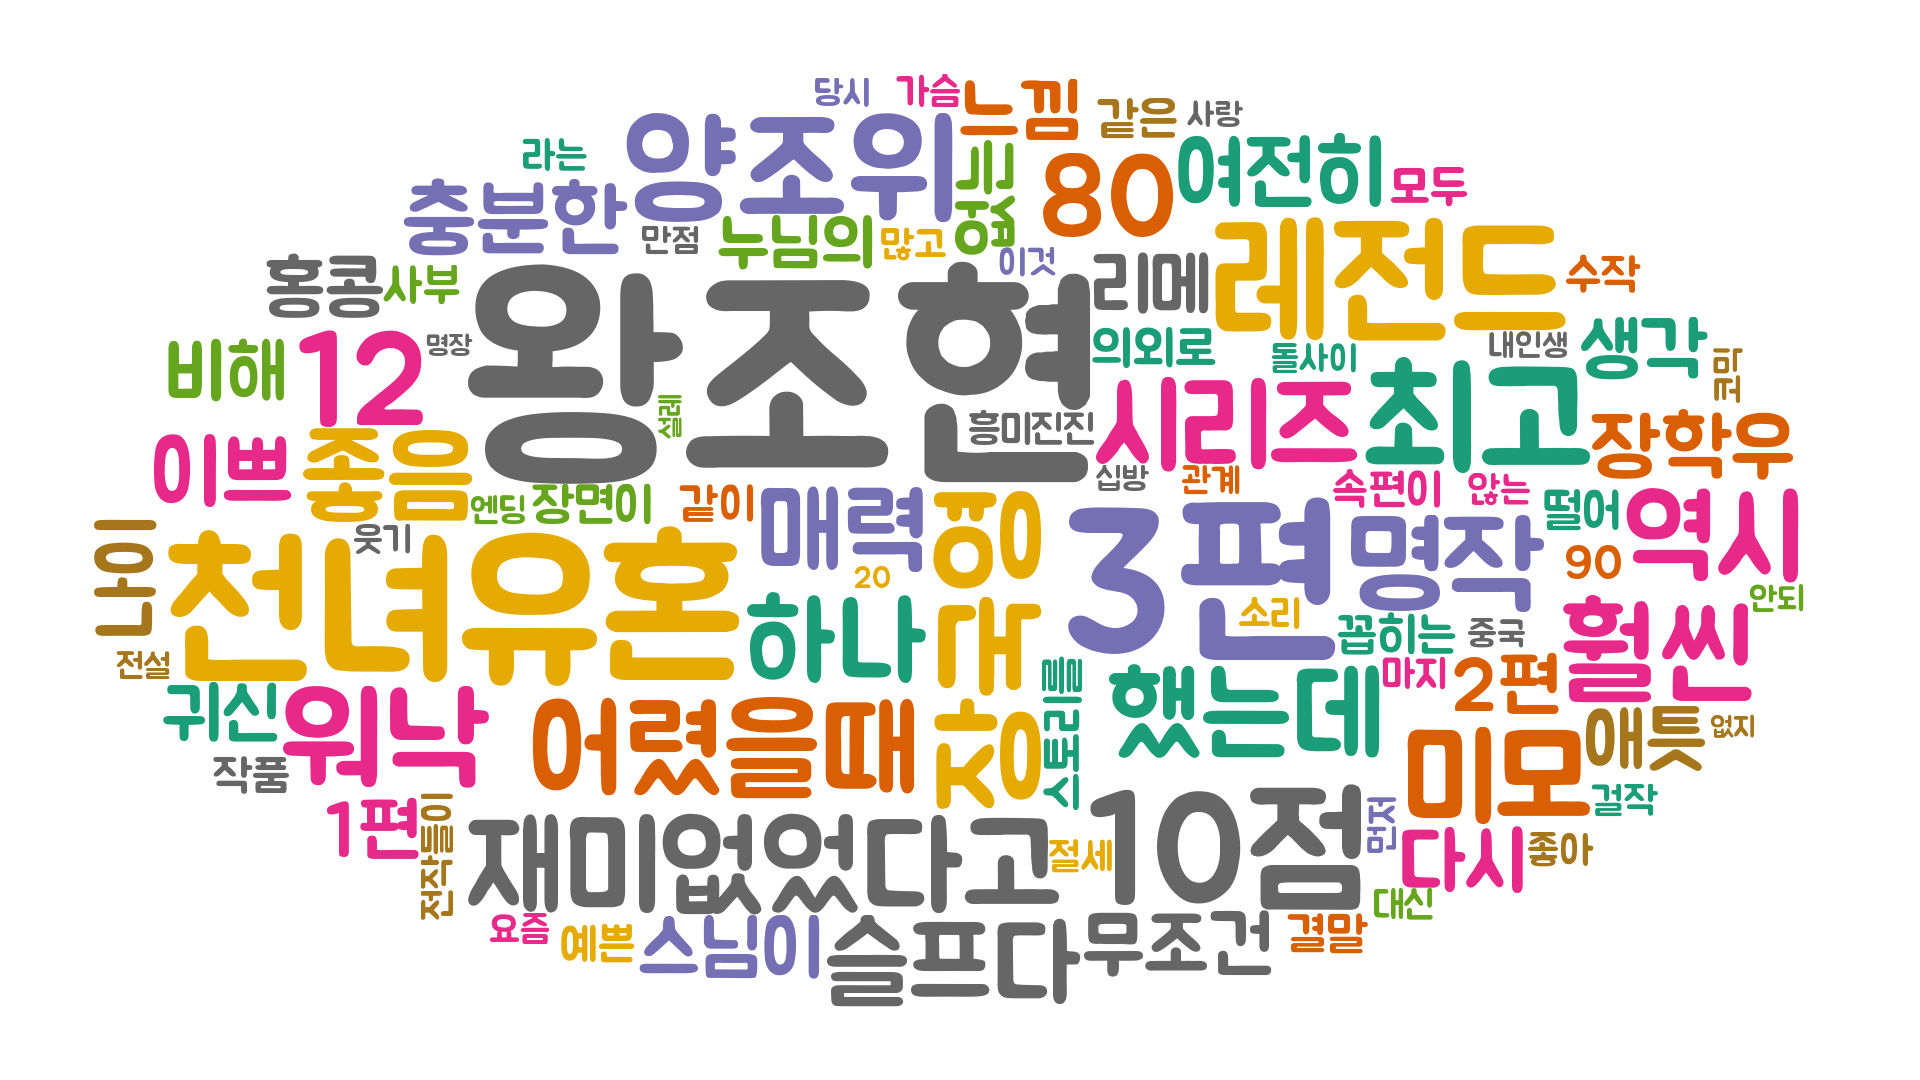 당시
가슴
느낌
같은
사랑
라는
양조위
없는
80
여전히
모두
충분한
만점
누님의
많고
이것
리메
레전드
수작
홍콩
사부
왕조현
의외로
돌사이
내인생
생각
비해
12
명장
설레
흥미진진
시리즈
최고
장학우
이쁘
좋음
엔딩
장면이
같이
매력
장국영
십방
관계
속편이
않는
떨어
역시
나이
천녀유혼
웃기
20
하나
3편
명작
90
소리
꼽히는
중국
안되
훨씬
전설
귀신
워낙
어렸을때
스토리를
했는데
마지
2편
미모
애틋
없지
작품
1편
전작들이
재미없었다고
절세
10점
먼저
다시
좋아
걸작
요즘
예쁜
스님이
슬프다
무조건
결말
대신